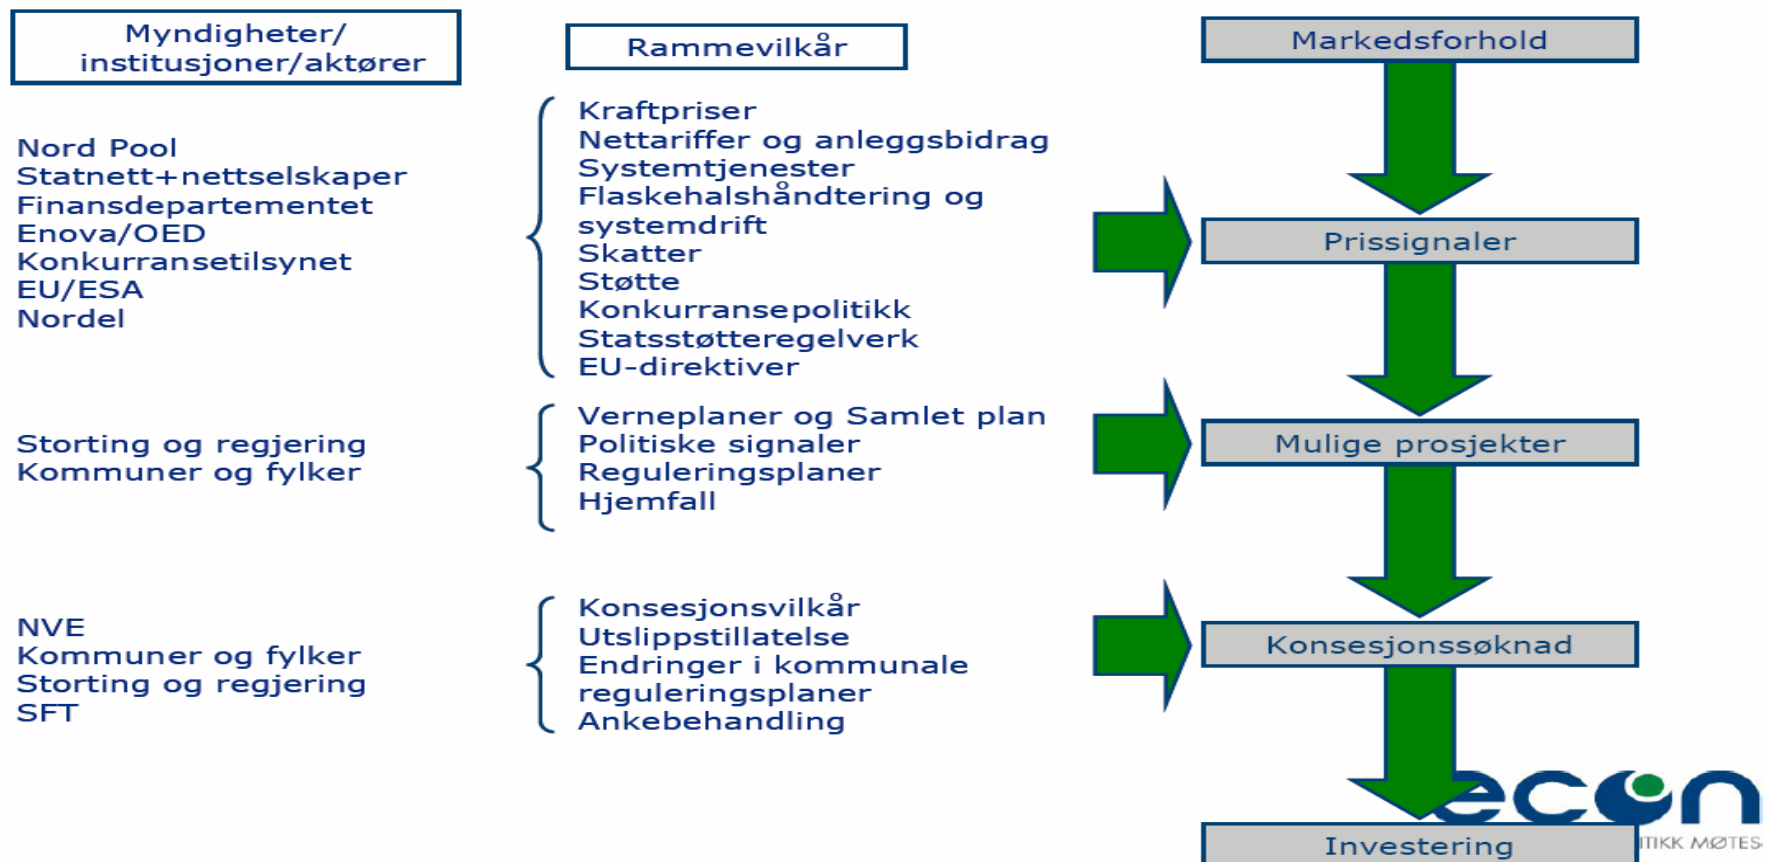 Myndigheter/
institusjoner/aktører
Rammevilkår
Markedsforhold
Nord Pool
Statnett+nettselskaper
Finansdepartementet
Enova/OED
Konkurransetilsynet
EU/ESA
Nordel
Kraftpriser
Nettariffer og anleggsbidrag
Systemtjenester
Flaskehalshåndtering og
systemdrift
Skatter
Støtte
Konkurransepolitikk
Statsstøtteregelverk
EU-direktiver
Prissignaler
Storting og regjering
Kommuner og fylker
Verneplaner og Samlet plan
Politiske signaler
Reguleringsplaner
Hjemfall
Mulige prosjekter
NVE
Kommuner og fylker
Storting og regjering
SFT
Konsesjonsvilkår
Utslippstillatelse
Endringer i kommunale
reguleringsplaner
Ankebehandling
Konsesjonssøknad
Investering
econ
MØTES